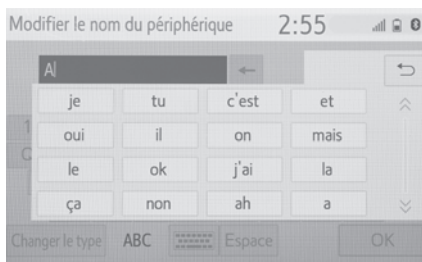 Modifier le nom du périphérique 2:55
A
je tu c'est et
oui il on mais
le ok j'ai la
ça non ah a
Changer le type ABC Espace OK